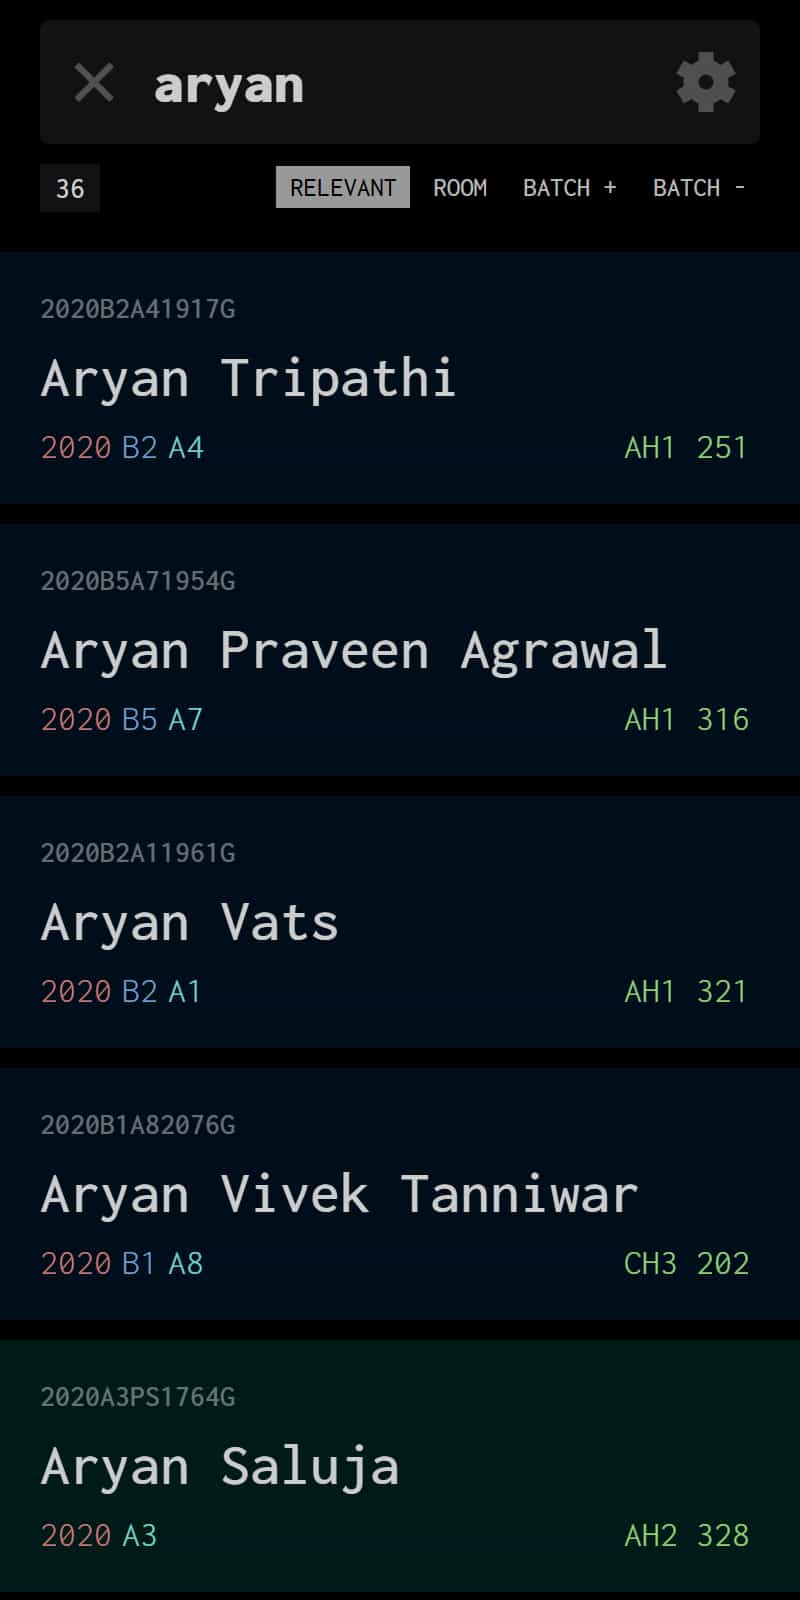 aryan
36 RELEVANT ROOM BATCH + BATCH -
2020B2A41917G
Aryan Tripathi
2020 B2 A4 AH1 251
2020B5A71954G
Aryan Praveen Agrawal
2020 B5 A7 AH1 316
2020B2A11961G
Aryan Vats
2020 B2 A1 AH1 321
2020B1A82076G
Aryan Vivek Tanniwar
2020 B1 A8 CH3 202
2020A3PS1764G
Aryan Saluja
2020 A3 AH2 328